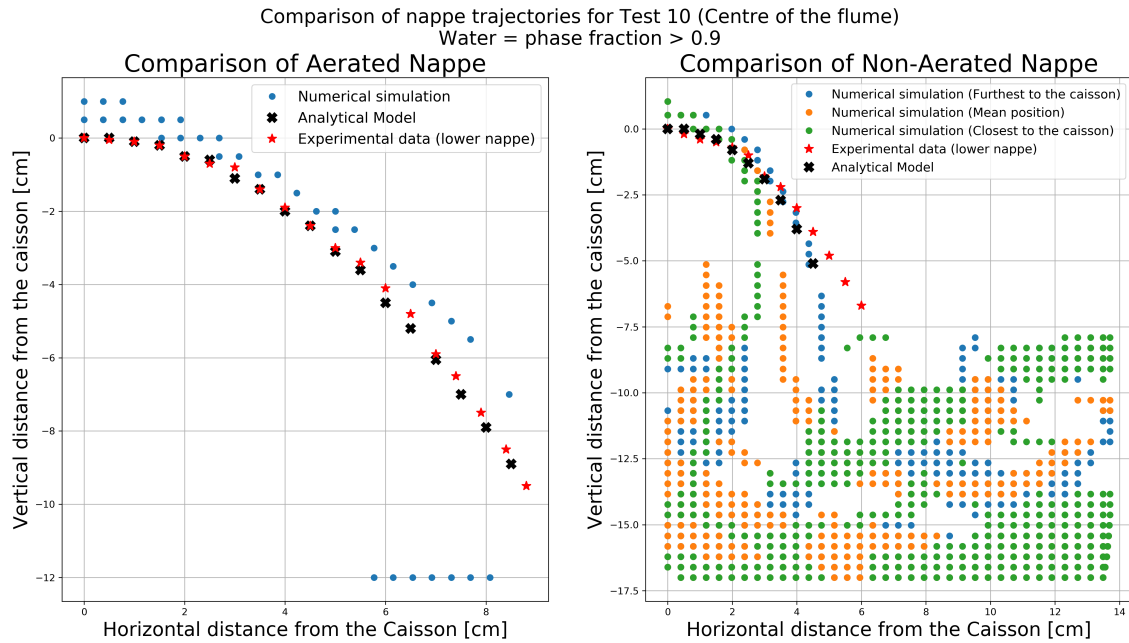 Comparison of nappe trajectories for Test 10 (Centre of the flume)
Water = phase fraction > 0.9
Comparison of Aerated Nappe
Numerical simulation
Analytical Model
Experimental data (lower nappe)
0
−2
−4
−6
−8
−10
−12
0
2
4
6
8
Vertical distance from the caisson [cm]
Horizontal distance from the Caisson [cm]
Comparison of Non-Aerated Nappe
Numerical simulation (Furthest to the caisson)
Numerical simulation (Mean position)
Numerical simulation (Closest to the caisson)
Experimental data (lower nappe)
Analytical Model
0.0
−2.5
−5.0
−7.5
−10.0
−12.5
−15.0
−17.5
0
2
4
6
8
10
12
14
Vertical distance from the caisson [cm]
Horizontal distance from the Caisson [cm]